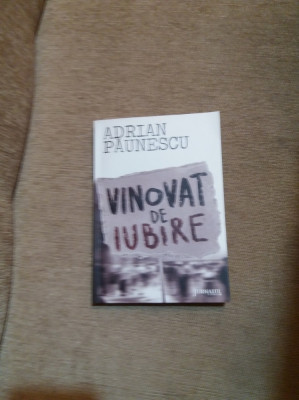 ADRIAN
PĂUNESCU
VINOVAT
DE
IUBIRE